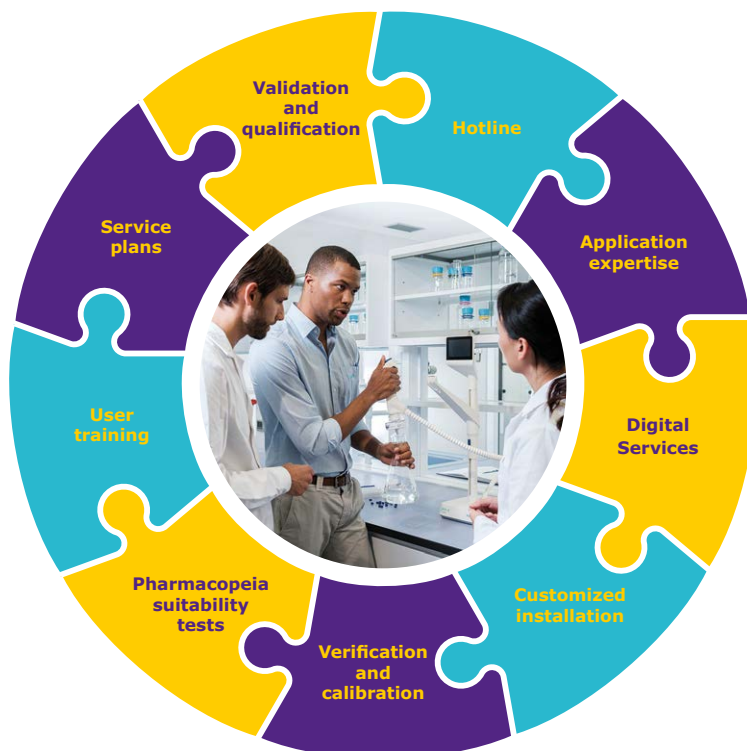 Validation
and
qualification
Hotline
Application
expertise
Digital
Services
Customized
installation
Verification
and
calibration
Pharmacopeia
suitability
tests
User
training
Service
plans